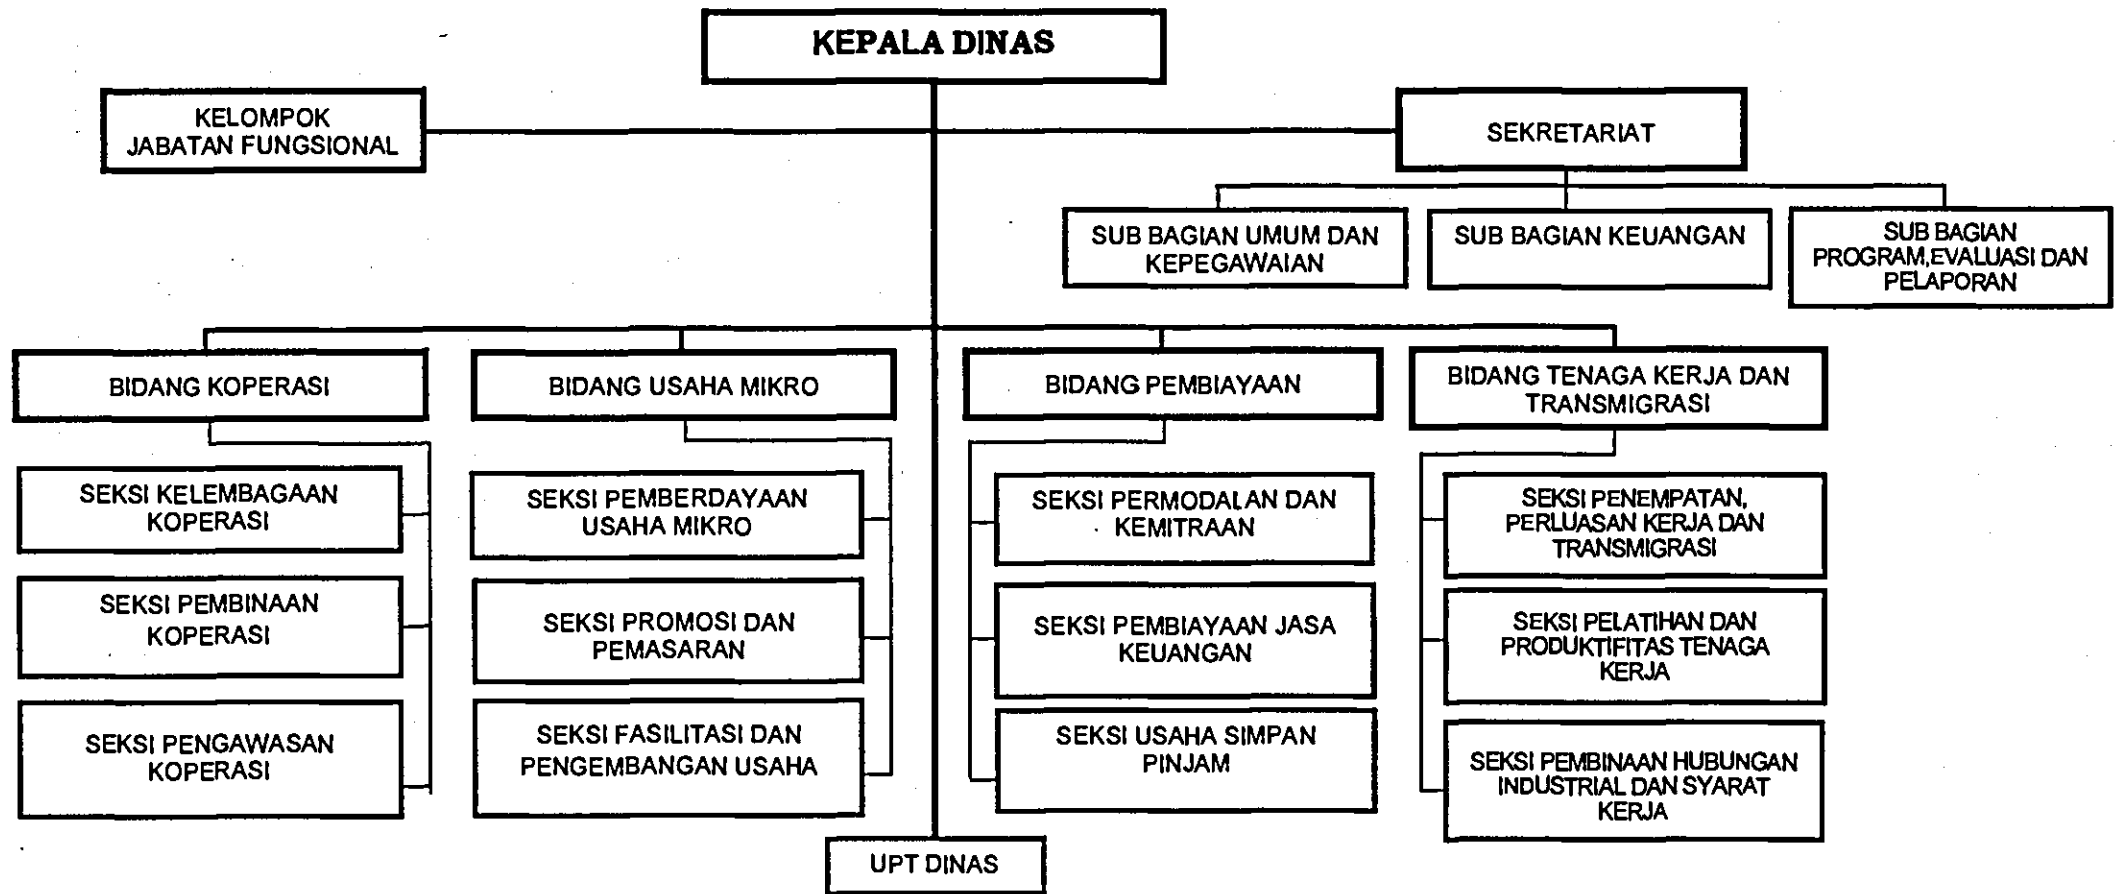 KEPALA DINAS
KELOMPOK
JABATAN FUNGSIONAL
SEKRETARIAT
SUB BAGIAN UMUM DAN
KEPEGAWAIAN
SUB BAGIAN KEUANGAN
SUB BAGIAN
PROGRAM,EVALUASI DAN
PELAPORAN
BIDANG KOPERASI
BIDANG USAHA MIKRO
BIDANG PEMBIAYAAN
BIDANG TENAGA KERJA DAN
TRANSMIGRASI
SEKSI KELEMBAGAAN
KOPERASI
SEKSI PEMBINAAN
KOPERASI
SEKSI PENGAWASAN
KOPERASI
SEKSI PEMBERDAYAAN
USAHA MIKRO
SEKSI PROMOSI DAN
PEMASARAN
SEKSI FASILITASI DAN
PENGEMBANGAN USAHA
SEKSI PERMODALAN DAN
KEMITRAAN
SEKSI PEMBIAYAAN JASA
KEUANGAN
SEKSI USAHA SIMPAN
PINJAM
SEKSI PENEMPATAN,
PERLUASAN KERJA DAN
TRANSMIGRASI
SEKSI PELATIHAN DAN
PRODUKTIFITAS TENAGA
KERJA
SEKSI PEMBINAAN HUBUNGAN
INDUSTRIAL DAN SYARAT
KERJA
UPT DINAS